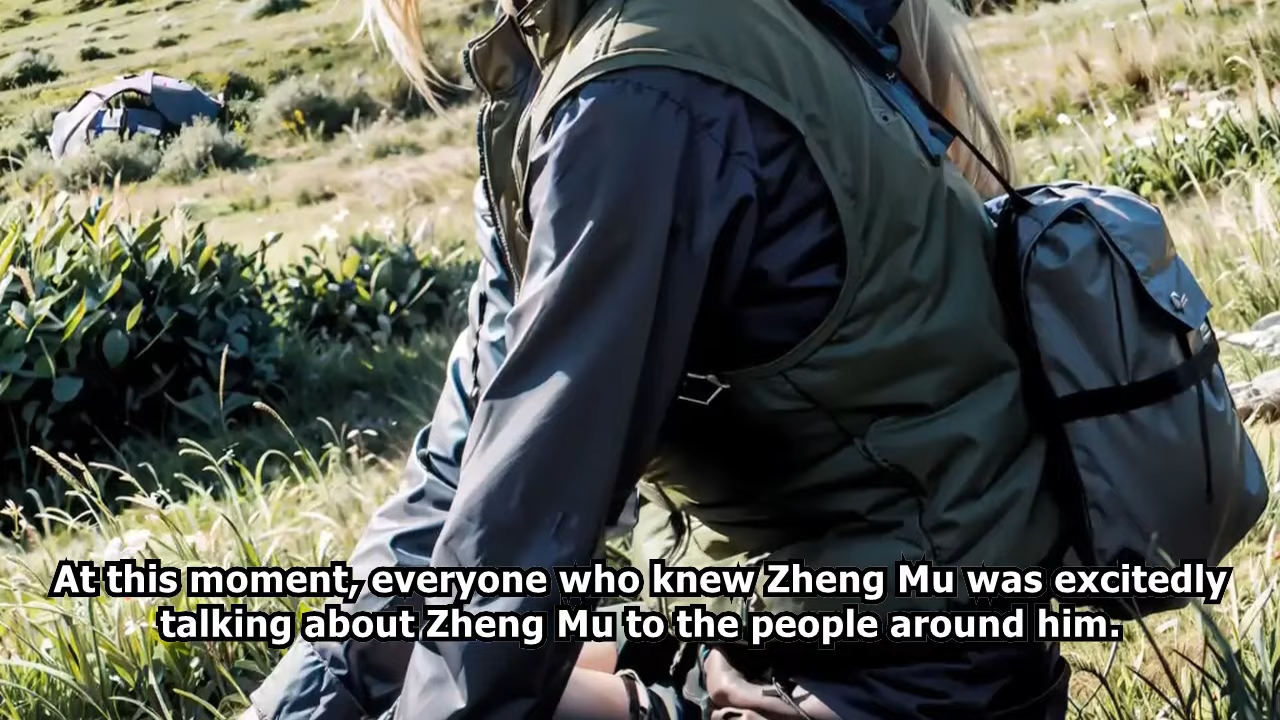 At this moment, everyone who knew Zheng Mu was excitedly
talking about Zheng Mu to the people around him.